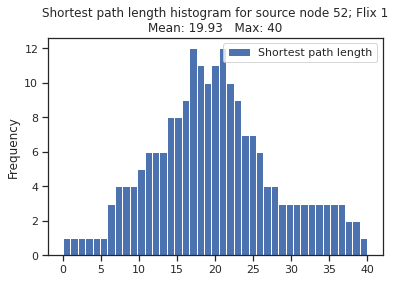 Shortest path length histogram for source node 52; Flix 1
Mean: 19.93   Max: 40
Shortest path length
Frequency
12
10
8
6
4
2
0
0 5 10 15 20 25 30 35 40